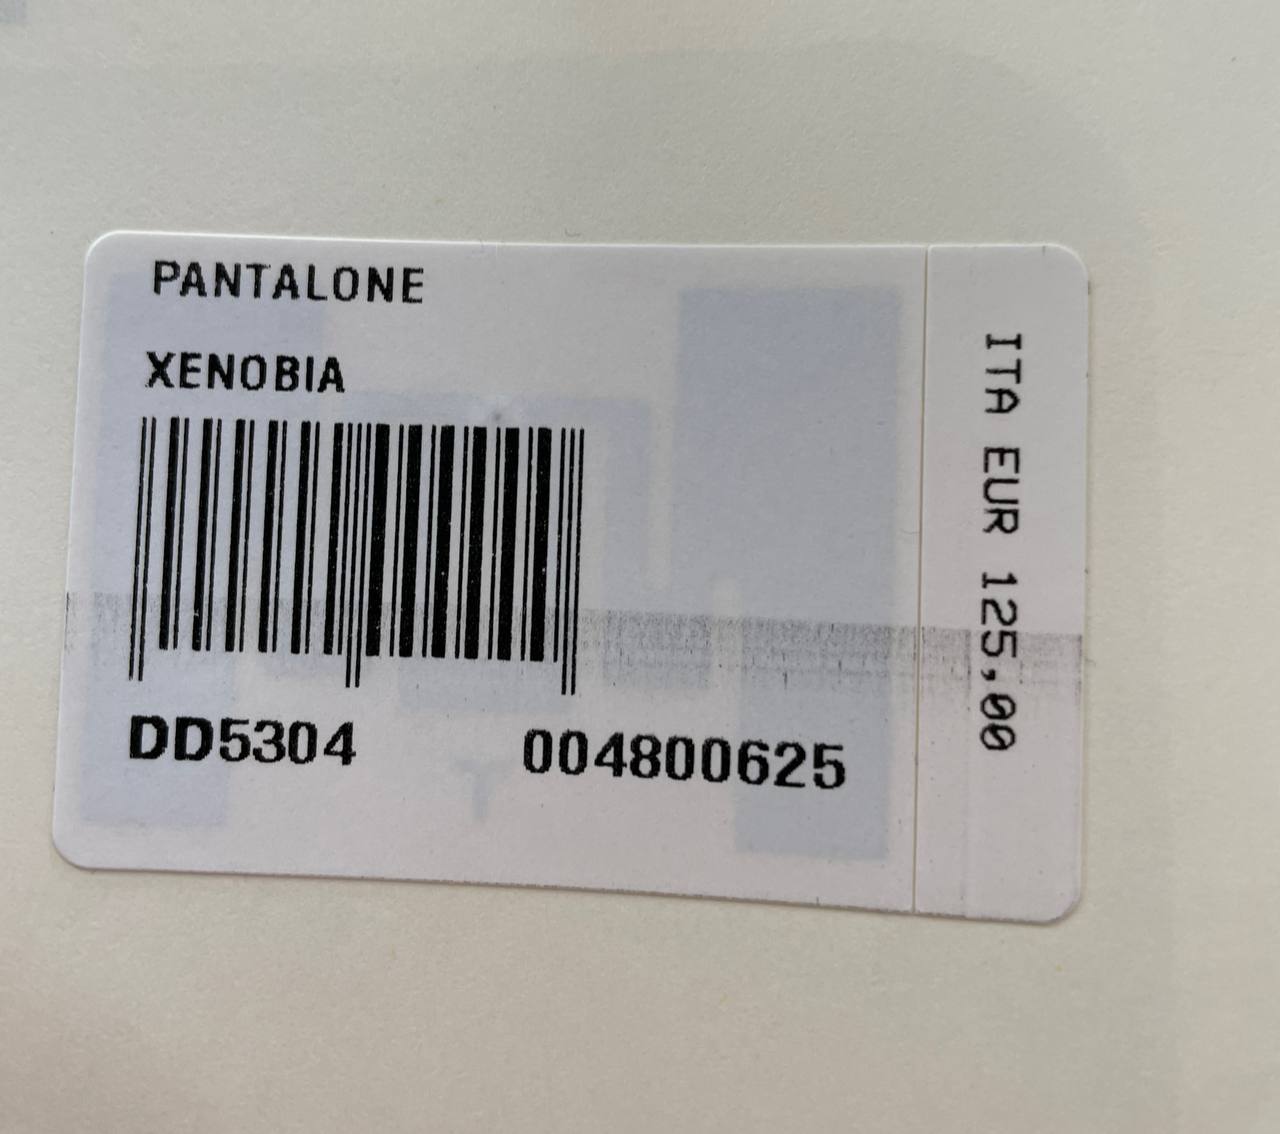 PANTALONE
XENOBIA
DD5304 004800625
ITA EUR 125,00